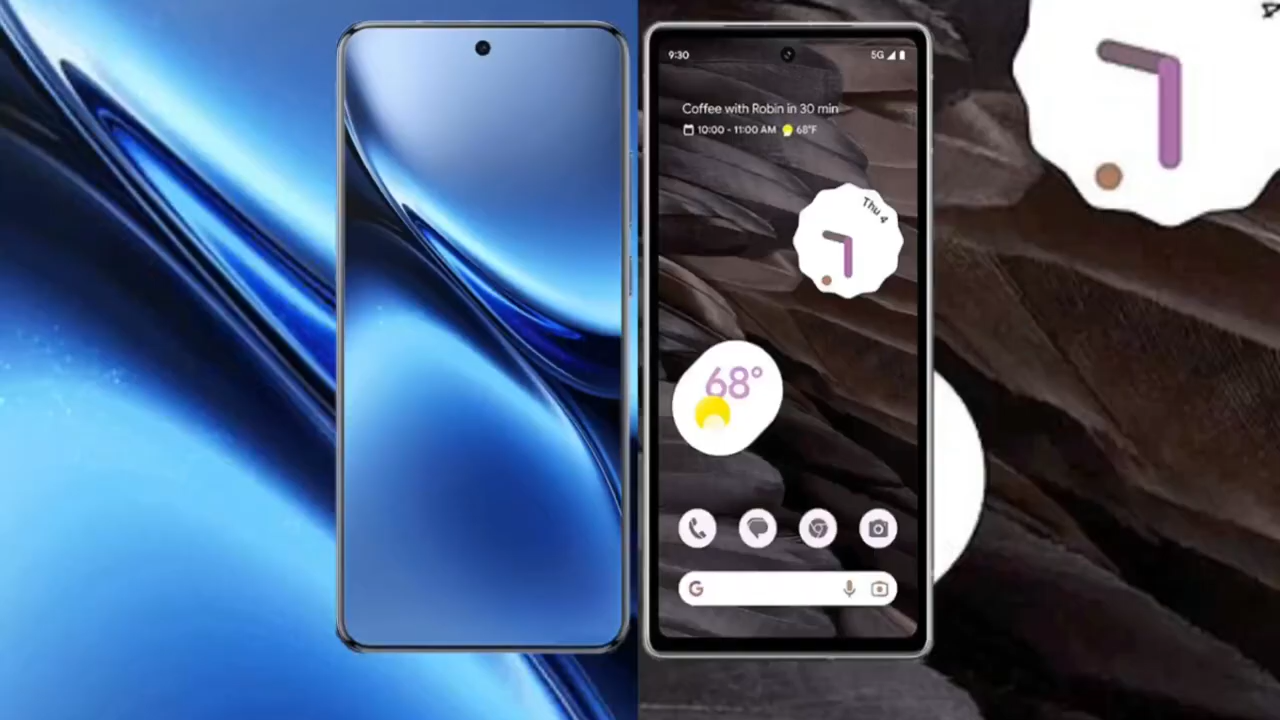 9:30
5G
Coffee with Robin in 30 min
10:00 - 11:00 AM 68°F
Thu 4
68°
G